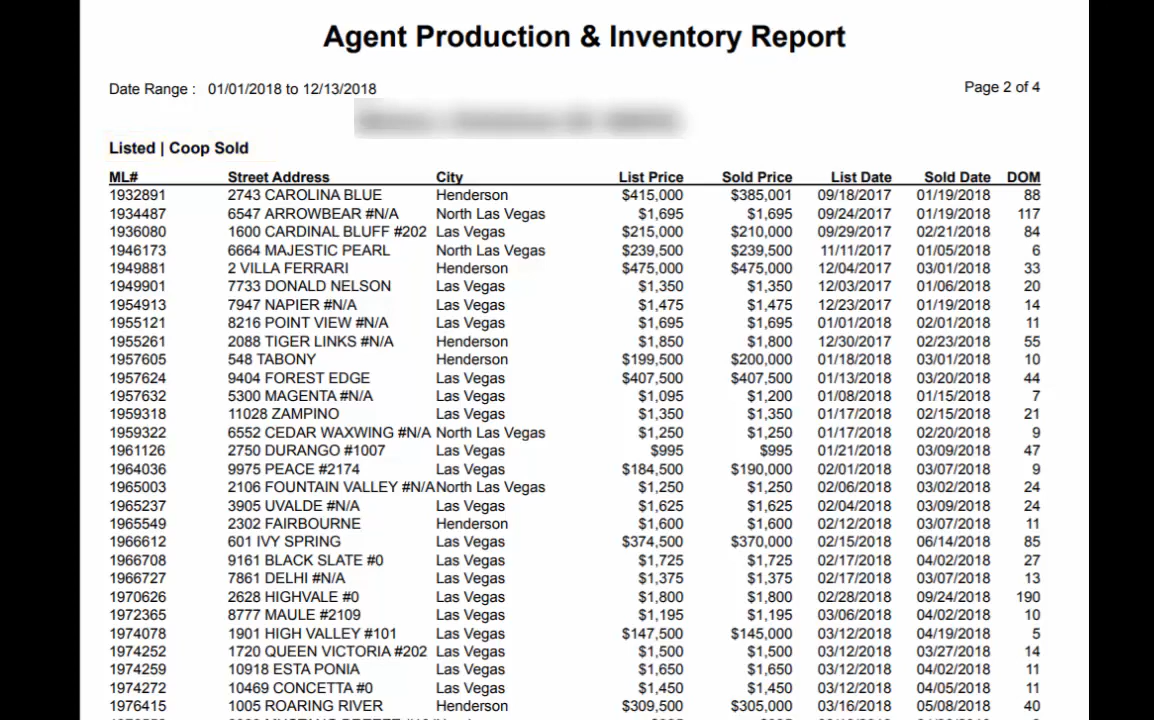 Agent Production & Inventory Report
Date Range : 01/01/2018 to 12/13/2018 Page 2 of 4
Listed | Coop Sold
ML# Street Address City List Price Sold Price List Date Sold Date DOM
1932891 2743 CAROLINA BLUE Henderson $415,000 $385,001 09/18/2017 01/19/2018 88
1934487 6547 ARROWBEAR #N/A North Las Vegas $1,695 $1,695 09/24/2017 01/19/2018 117
1936080 1600 CARDINAL BLUFF #202 Las Vegas $215,000 $210,000 09/29/2017 02/21/2018 84
1946173 6664 MAJESTIC PEARL North Las Vegas $239,500 $239,500 11/11/2017 01/05/2018 6
1949881 2 VILLA FERRARI Henderson $475,000 $475,000 12/04/2017 03/01/2018 33
1949901 7733 DONALD NELSON Las Vegas $1,350 $1,350 12/03/2017 01/06/2018 20
1954913 7947 NAPIER #N/A Las Vegas $1,475 $1,475 12/23/2017 01/19/2018 14
1955121 8216 POINT VIEW #N/A Las Vegas $1,695 $1,695 01/01/2018 02/01/2018 11
1955261 2088 TIGER LINKS #N/A Henderson $1,850 $1,800 12/30/2017 02/23/2018 55
1957605 548 TABONY Henderson $199,500 $200,000 01/18/2018 03/01/2018 10
1957624 9404 FOREST EDGE Las Vegas $407,500 $407,500 01/13/2018 03/20/2018 44
1957632 5300 MAGENTA #N/A Las Vegas $1,095 $1,200 01/08/2018 01/15/2018 7
1959318 11028 ZAMPINO Las Vegas $1,350 $1,350 01/17/2018 02/15/2018 21
1959322 6552 CEDAR WAXWING #N/A North Las Vegas $1,250 $1,250 01/17/2018 02/20/2018 9
1961126 2750 DURANGO #1007 Las Vegas $995 $995 01/21/2018 03/09/2018 47
1964036 9975 PEACE #2174 Las Vegas $184,500 $190,000 02/01/2018 03/07/2018 9
1965003 2106 FOUNTAIN VALLEY #N/A North Las Vegas $1,250 $1,250 02/06/2018 03/02/2018 24
1965237 3905 UVALDE #N/A Las Vegas $1,625 $1,625 02/04/2018 03/09/2018 24
1965549 2302 FAIRBOURNE Henderson $1,600 $1,600 02/12/2018 03/07/2018 11
1966612 601 IVY SPRING Las Vegas $374,500 $370,000 02/15/2018 06/14/2018 85
1966708 9161 BLACK SLATE #0 Las Vegas $1,725 $1,725 02/17/2018 04/02/2018 27
1966727 7861 DELHI #N/A Las Vegas $1,375 $1,375 02/17/2018 03/07/2018 13
1970626 2628 HIGHVALE #0 Las Vegas $1,800 $1,800 02/28/2018 09/24/2018 190
1972365 8777 MAULE #2109 Las Vegas $1,195 $1,195 03/06/2018 04/02/2018 10
1974078 1901 HIGH VALLEY #101 Las Vegas $147,500 $145,000 03/12/2018 04/19/2018 5
1974252 1720 QUEEN VICTORIA #202 Las Vegas $1,500 $1,500 03/12/2018 03/27/2018 14
1974259 10918 ESTA PONIA Las Vegas $1,650 $1,650 03/12/2018 04/02/2018 11
1974272 10469 CONCETTA #0 Las Vegas $1,450 $1,450 03/12/2018 04/05/2018 11
1976415 1005 ROARING RIVER Henderson $309,500 $305,000 03/16/2018 05/08/2018 40